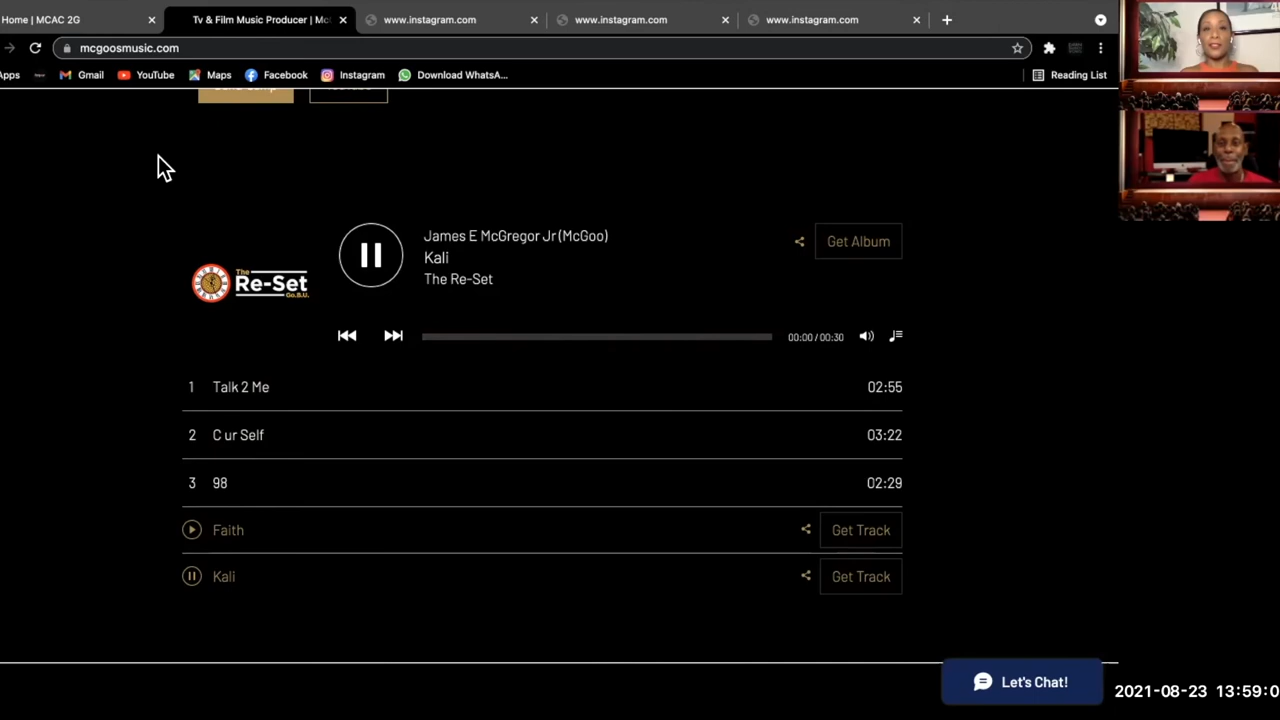 Home | MCAC 2G
Tv & Film Music Producer | Mc
www.instagram.com
www.instagram.com
www.instagram.com
mcgoosmusic.com
Apps
Gmail
YouTube
Maps
Facebook
Instagram
Download WhatsA...
Reading List
James E McGregor Jr (McGoo)
Get Album
Kali
The Re-Set
The
Re-Set
Go.B.U.
00:00 / 00:30
1 Talk 2 Me 02:55
2 C ur Self 03:22
3 98 02:29
Faith Get Track
Kali Get Track
Let's Chat!
2021-08-23 13:59:0